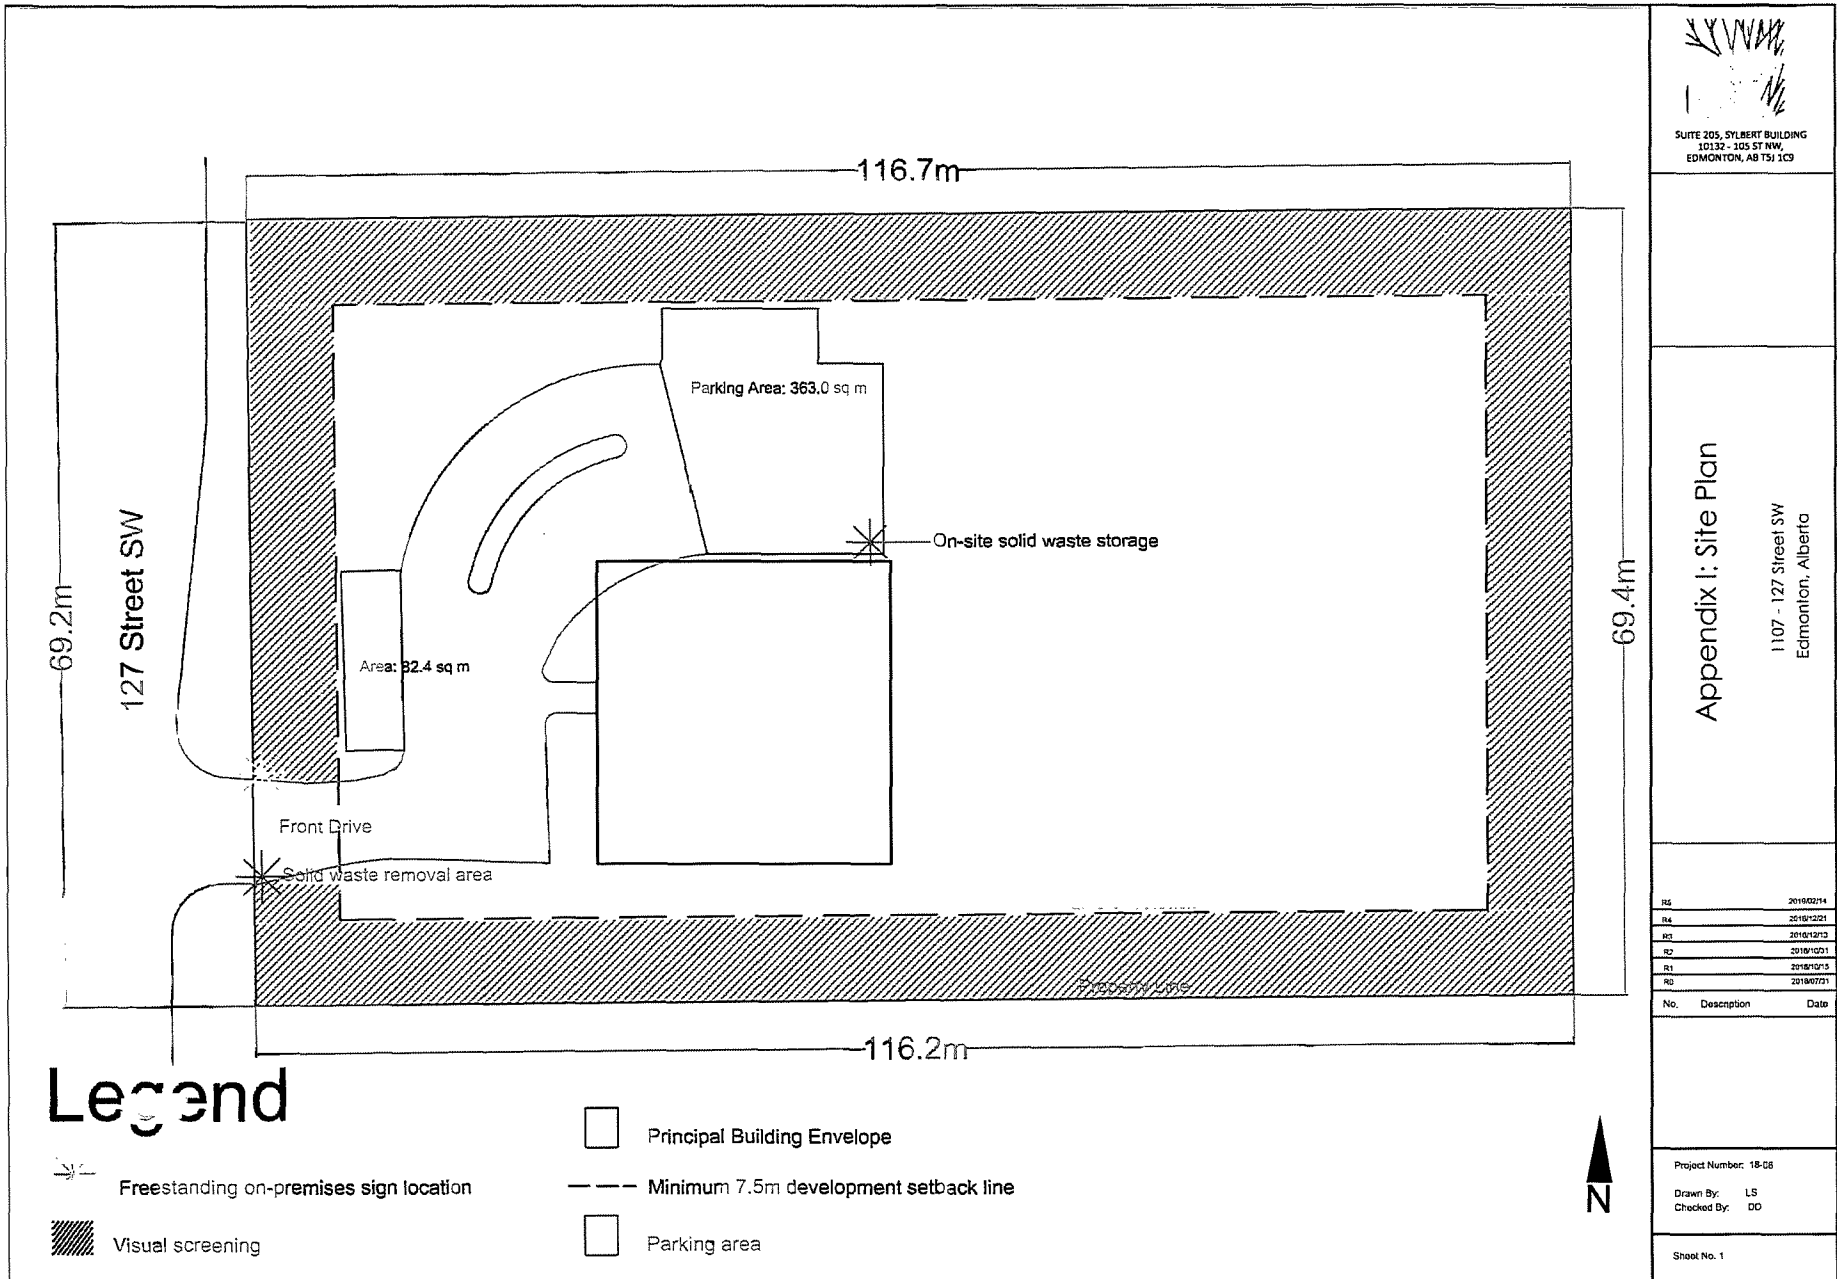 SUITE 205, SYLBERT BUILDING
10132 - 105 ST NW,
EDMONTON, AB T5J 1C9
116.7m
Parking Area: 363.0 sq m
On-site solid waste storage
127 Street SW
69.2m
69.4m
Area: 82.4 sq m
Front Drive
Solid waste removal area
Property Line
116.2m
Appendix I: Site Plan
1107 - 127 Street SW
Edmonton, Alberta
R5 2019/02/14
R4 2018/12/21
R3 2018/12/13
R2 2018/10/31
R1 2018/10/15
R0 2018/07/31
No. Description Date
Legend
Freestanding on-premises sign location
Visual screening
Principal Building Envelope
Minimum 7.5m development setback line
Parking area
N
Project Number: 18-08
Drawn By: LS
Checked By: DD
Sheet No. 1